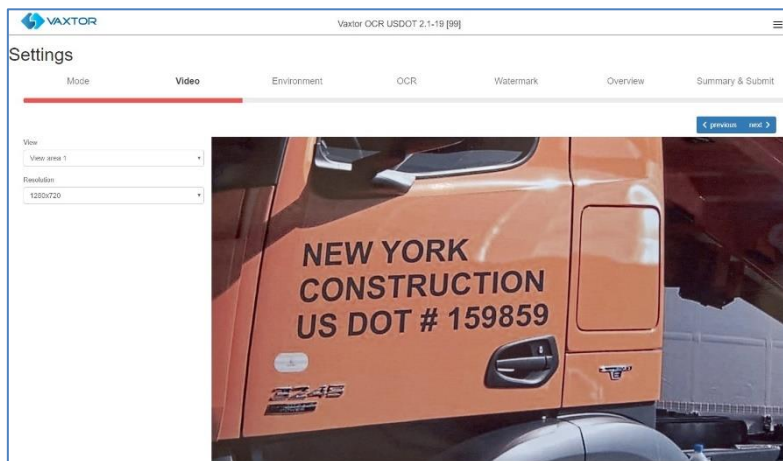 VAXTOR
Vaxtor OCR USDOT 2.1-19 [99]
Settings
Mode Video Environment OCR Watermark Overview Summary & Submit
previous next
View
View area 1
Resolution
1280x720
NEW YORK
CONSTRUCTION
US DOT # 159859
3245